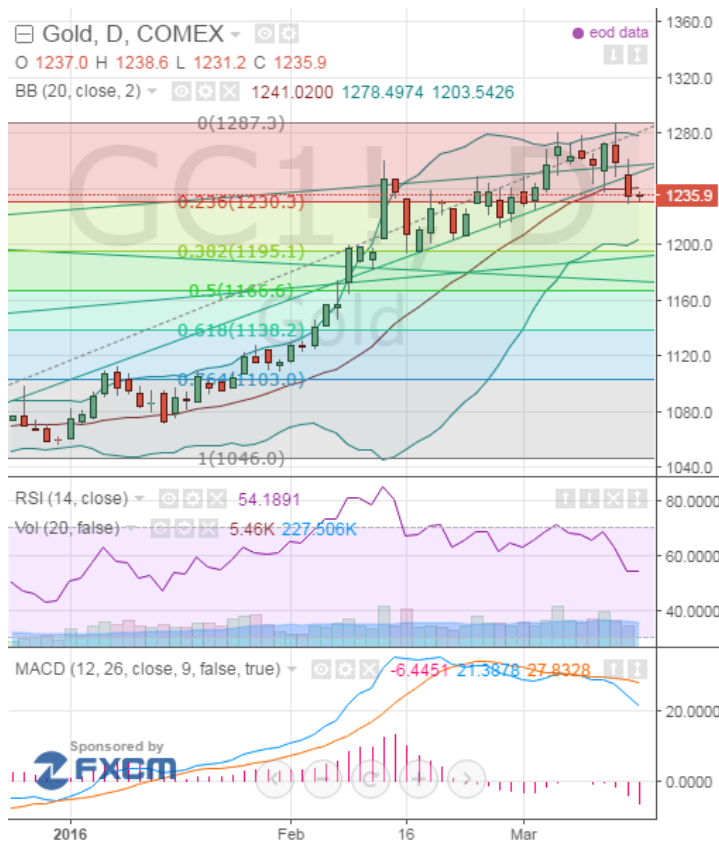 Gold, D, COMEX
eod data
O 1237.0 H 1238.6 L 1231.2 C 1235.9
BB (20, close, 2) 1241.0200 1278.4974 1203.5426
1360.0
1320.0
1280.0
1235.9
1200.0
1160.0
1120.0
1080.0
1040.0
0(1287.3)
0.236(1230.3)
0.382(1195.1)
0.5(1166.6)
0.618(1138.2)
0.764(1103.0)
1(1046.0)
GC1!, D
Gold
RSI (14, close) 54.1891
Vol (20, false) 5.46K 227.506K
80.0000
60.0000
40.0000
MACD (12, 26, close, 9, false, true) -6.4451 21.3878 27.8328
20.0000
0.0000
Sponsored by
FXCM
2016 Feb 16 Mar